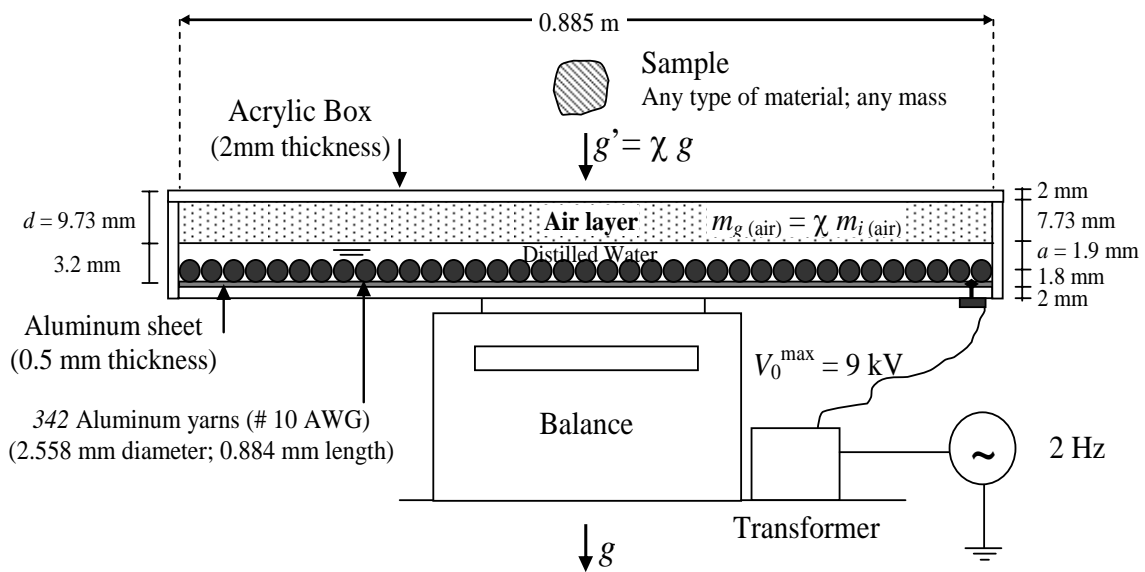 0.885 m
Sample
Any type of material; any mass
Acrylic Box
(2mm thickness)
g’ = χ g
2 mm
d = 9.73 mm
Air layer
m g (air) = χ m i (air)
7.73 mm
Distilled Water
a = 1.9 mm
3.2 mm
1.8 mm
2 mm
Aluminum sheet
(0.5 mm thickness)
V0 max = 9 kV
342 Aluminum yarns (# 10 AWG)
(2.558 mm diameter; 0.884 mm length)
Balance
~
2 Hz
Transformer
g